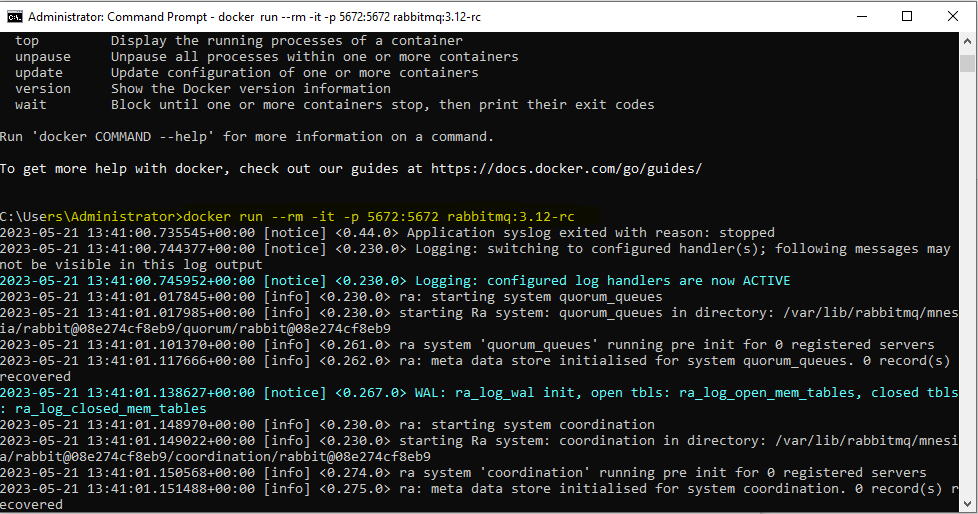 Administrator: Command Prompt - docker run --rm -it -p 5672:5672 rabbitmq:3.12-rc
top Display the running processes of a container
unpause Unpause all processes within one or more containers
update Update configuration of one or more containers
version Show the Docker version information
wait Block until one or more containers stop, then print their exit codes
Run 'docker COMMAND --help' for more information on a command.
To get more help with docker, check out our guides at https://docs.docker.com/go/guides/
C:\Users\Administrator>docker run --rm -it -p 5672:5672 rabbitmq:3.12-rc
2023-05-21 13:41:00.735545+00:00 [notice] <0.44.0> Application syslog exited with reason: stopped
2023-05-21 13:41:00.744377+00:00 [notice] <0.230.0> Logging: switching to configured handler(s); following messages may
not be visible in this log output
2023-05-21 13:41:00.745952+00:00 [notice] <0.230.0> Logging: configured log handlers are now ACTIVE
2023-05-21 13:41:01.017845+00:00 [info] <0.230.0> ra: starting system quorum_queues
2023-05-21 13:41:01.017985+00:00 [info] <0.230.0> starting Ra system: quorum_queues in directory: /var/lib/rabbitmq/mnes
ia/rabbit@08e274cf8eb9/quorum/rabbit@08e274cf8eb9
2023-05-21 13:41:01.101370+00:00 [info] <0.261.0> ra system 'quorum_queues' running pre init for 0 registered servers
2023-05-21 13:41:01.117666+00:00 [info] <0.262.0> ra: meta data store initialised for system quorum_queues. 0 record(s)
recovered
2023-05-21 13:41:01.138627+00:00 [notice] <0.267.0> WAL: ra_log_wal init, open tbls: ra_log_open_mem_tables, closed tbls
: ra_log_closed_mem_tables
2023-05-21 13:41:01.148970+00:00 [info] <0.230.0> ra: starting system coordination
2023-05-21 13:41:01.149022+00:00 [info] <0.230.0> starting Ra system: coordination in directory: /var/lib/rabbitmq/mnesi
a/rabbit@08e274cf8eb9/coordination/rabbit@08e274cf8eb9
2023-05-21 13:41:01.150568+00:00 [info] <0.274.0> ra system 'coordination' running pre init for 0 registered servers
2023-05-21 13:41:01.151488+00:00 [info] <0.275.0> ra: meta data store initialised for system coordination. 0 record(s) r
ecovered